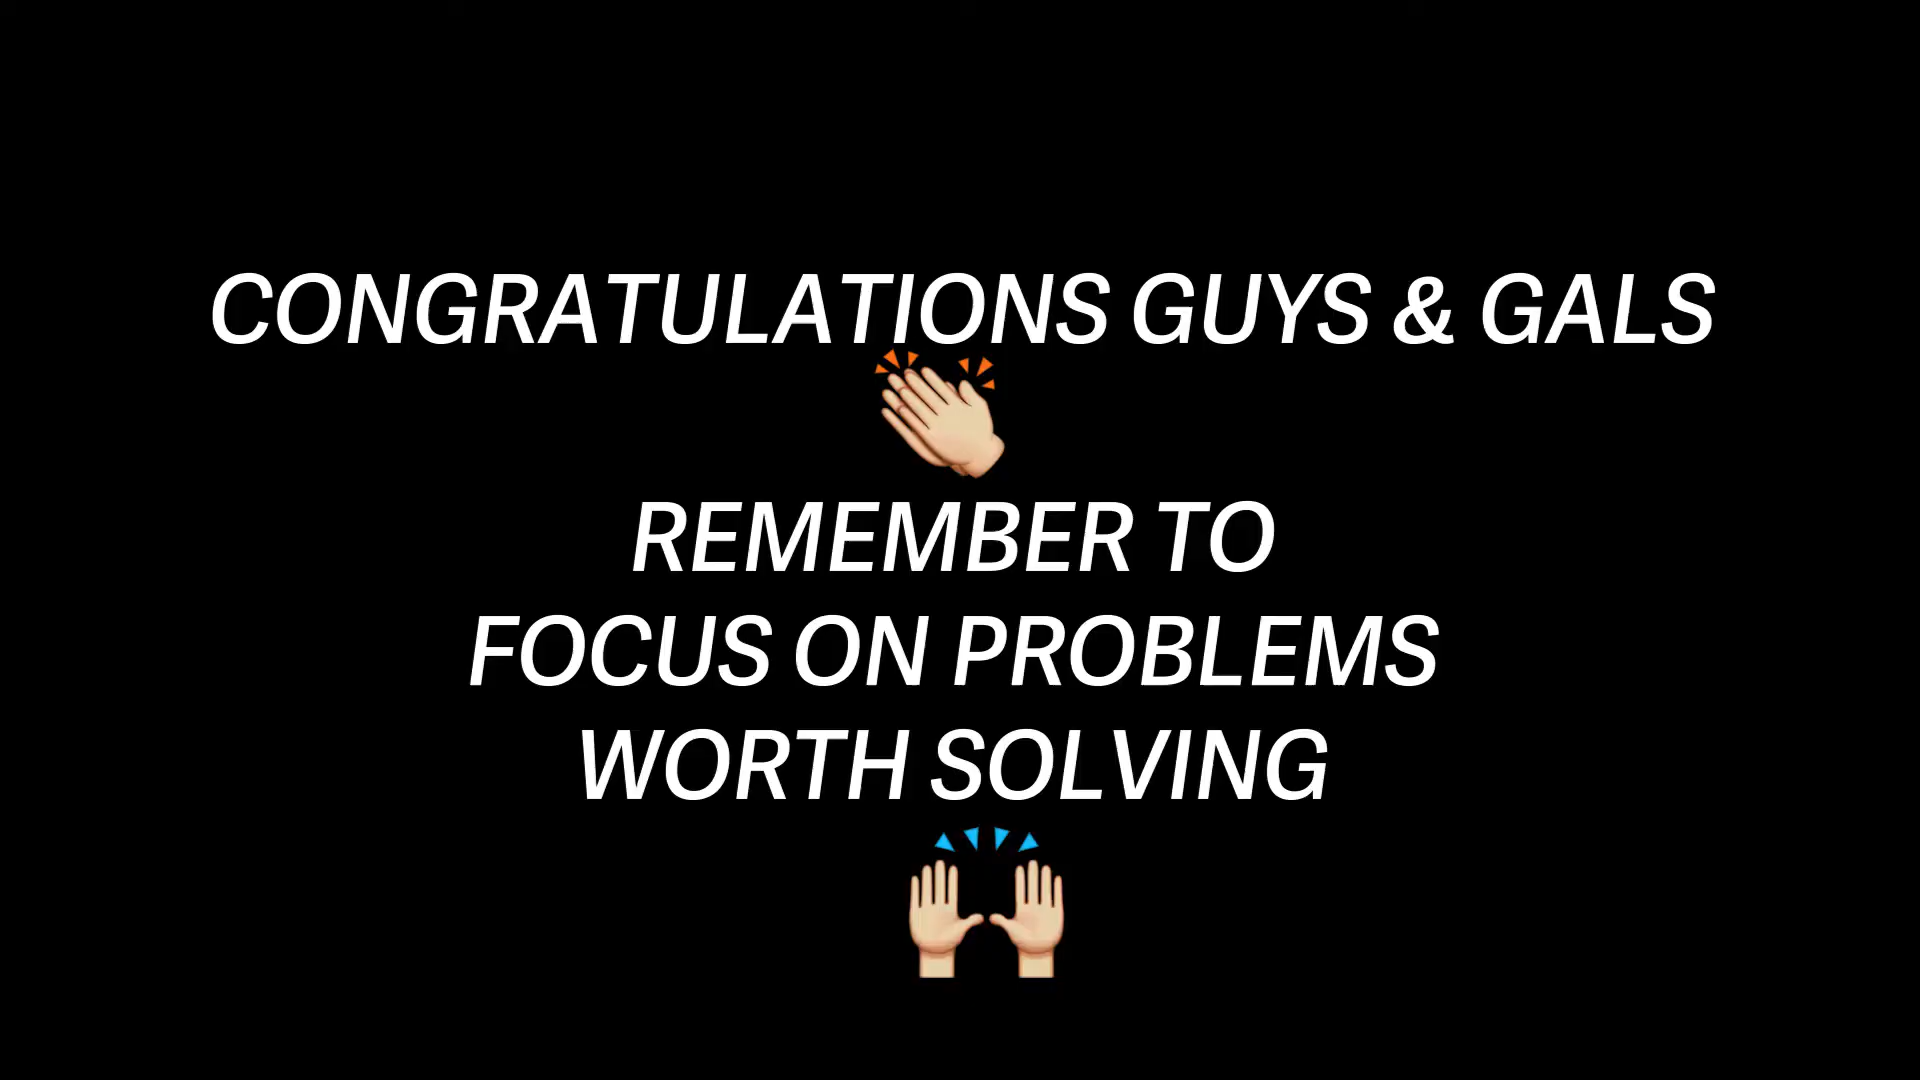 CONGRATULATIONS GUYS & GALS
👏🏼
REMEMBER TO
FOCUS ON PROBLEMS
WORTH SOLVING
🙌🏼